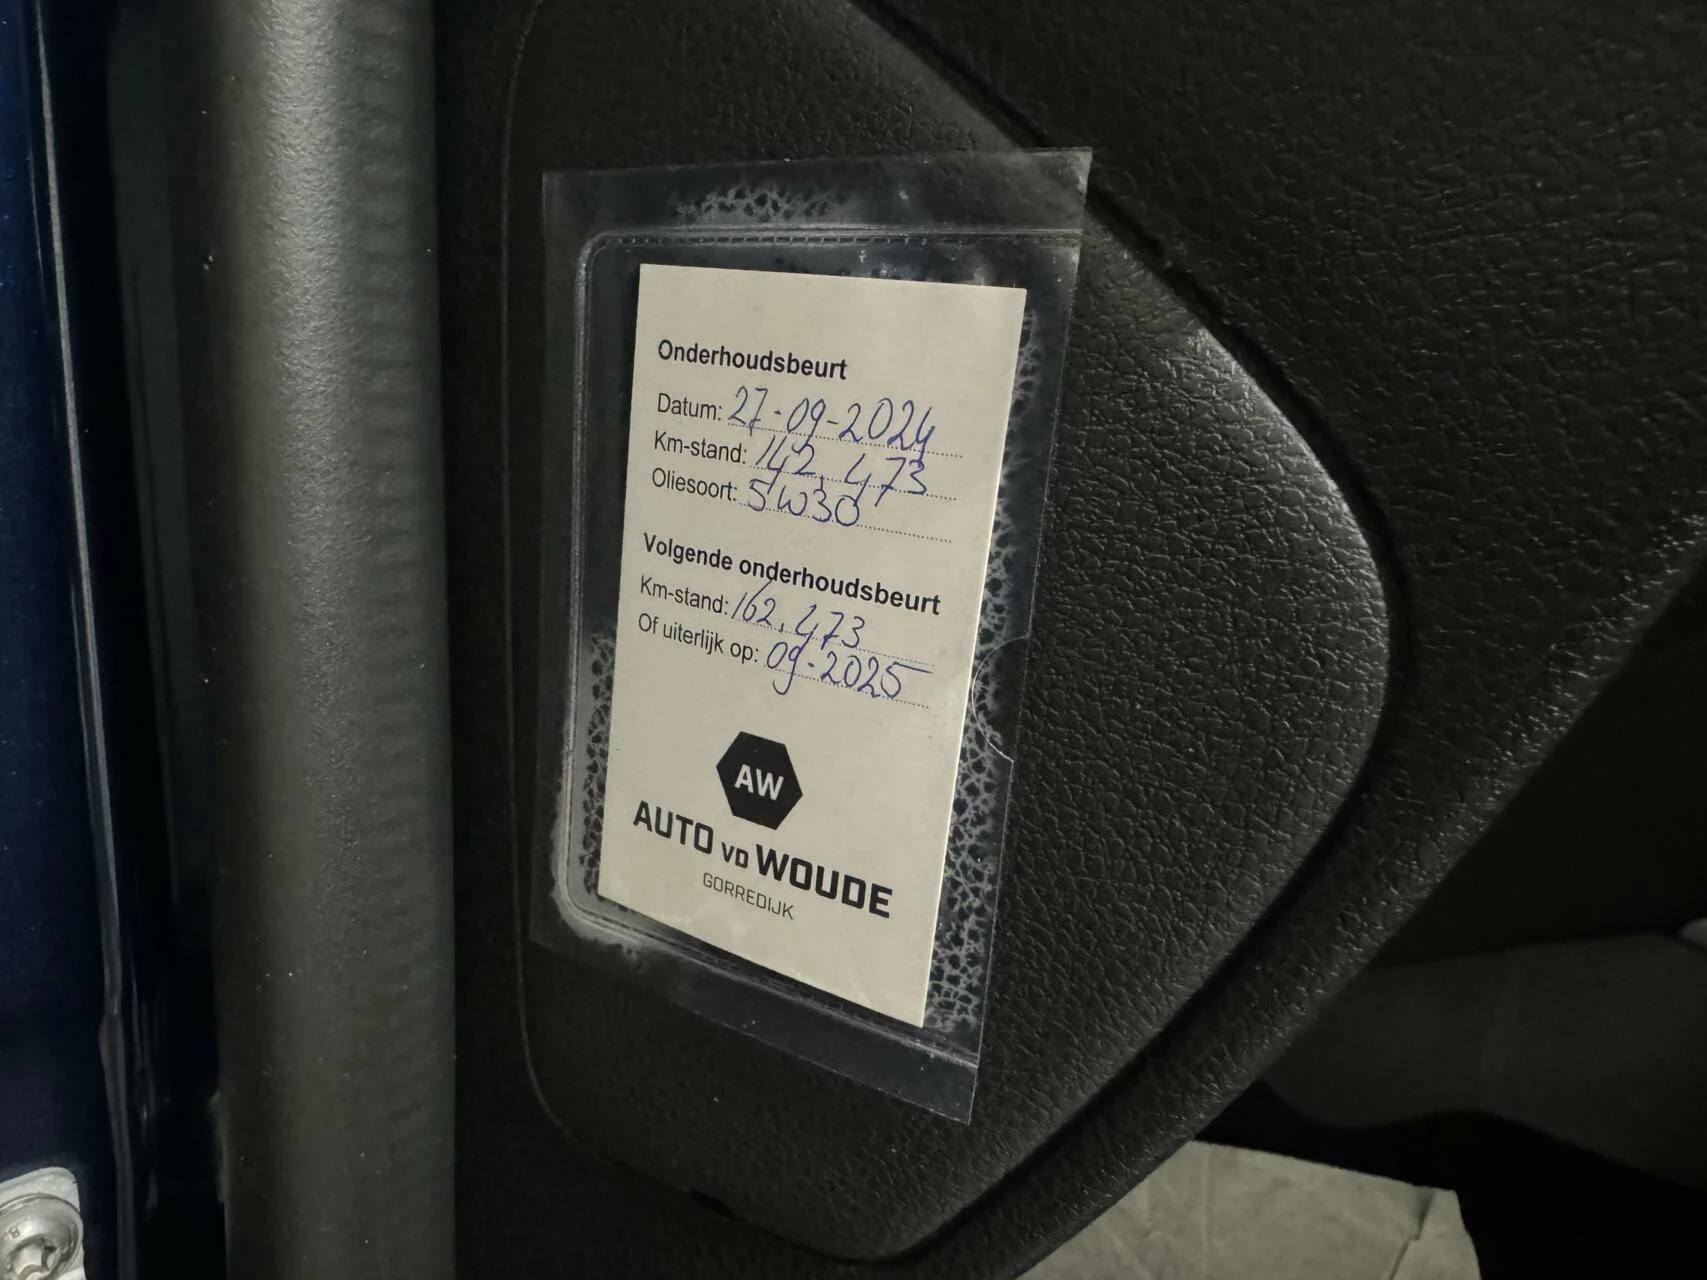 Onderhoudsbeurt
Datum: 27-09-2024
Km-stand: 142.473
Oliesoort: 5W30
Volgende onderhoudsbeurt
Km-stand: 162.473
Of uiterlijk op: 09-2025
AW
AUTO VD WOUDE
GORREDIJK